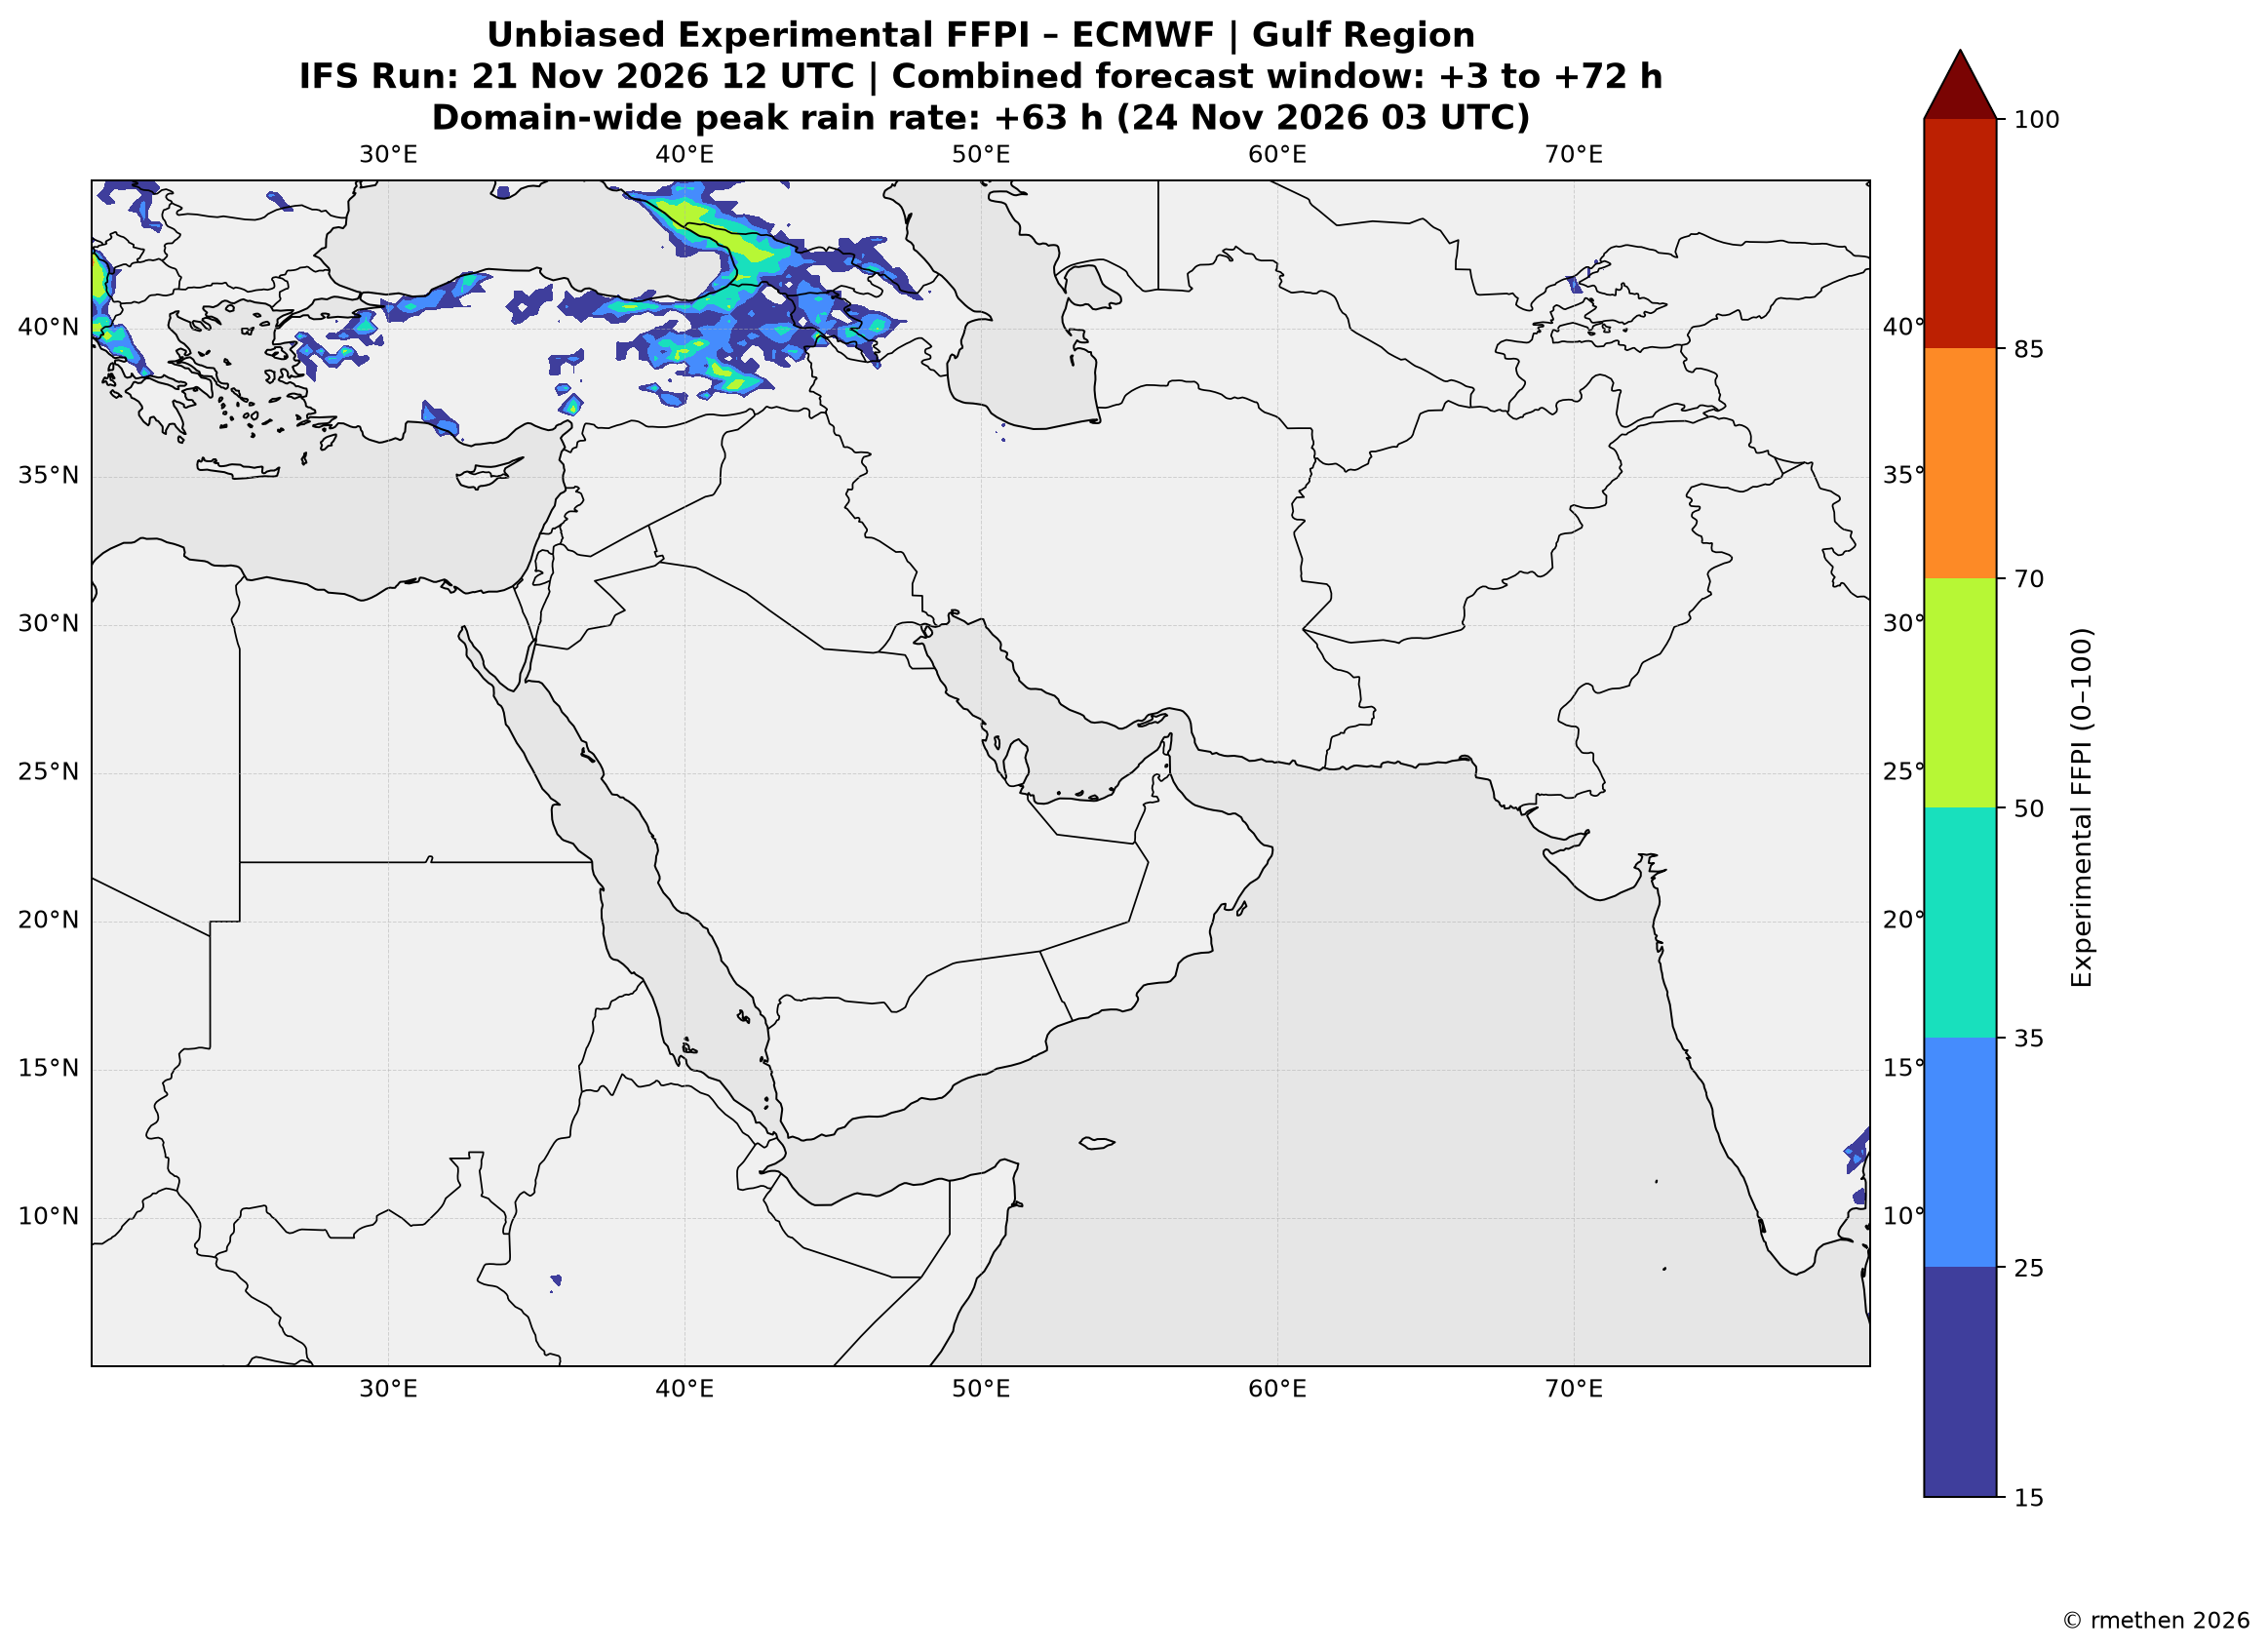 Unbiased Experimental FFPI – ECMWF | Gulf Region
IFS Run: 21 Nov 2026 12 UTC | Combined forecast window: +3 to +72 h
Domain-wide peak rain rate: +63 h (24 Nov 2026 03 UTC)
30°E 40°E 50°E 60°E 70°E
40°N 40°
35°N 35°
30°N 30°
25°N 25°
20°N 20°
15°N 15°
10°N 10°
30°E 40°E 50°E 60°E 70°E
100
85
70
50
35
25
15
Experimental FFPI (0–100)
© rmethen 2026